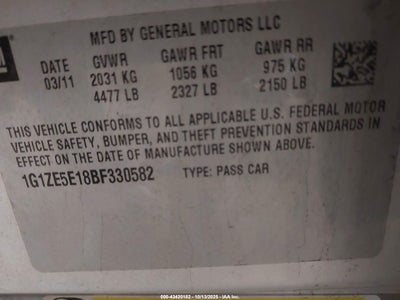 MFD BY GENERAL MOTORS LLC
GM DATE GVWR GAWR FRT GAWR RR
03/11 2031 KG 1056 KG 975 KG
4477 LB 2327 LB 2150 LB
THIS VEHICLE CONFORMS TO ALL APPLICABLE U.S. FEDERAL MOTOR
VEHICLE SAFETY, BUMPER, AND THEFT PREVENTION STANDARDS IN
EFFECT ON THE DATE OF MANUFACTURE SHOWN ABOVE.
1G1ZE5E18BF330582 TYPE: PASS CAR
000-43420182 - 10/13/2025 - IAA Inc.